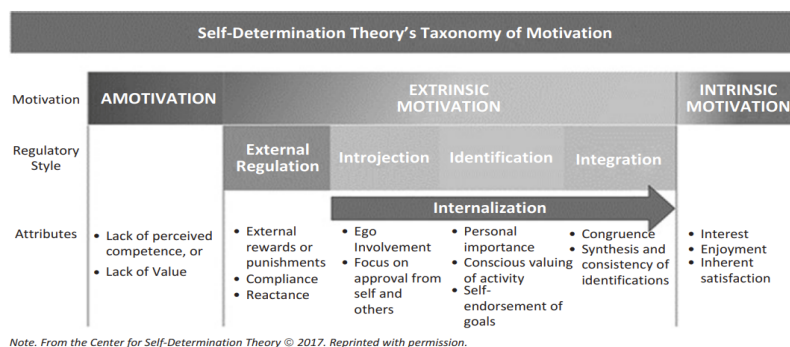 Self-Determination Theory's Taxonomy of Motivation
Motivation
AMOTIVATION
EXTRINSIC
MOTIVATION
INTRINSIC
MOTIVATION
Regulatory
Style
External
Regulation
Introjection
Identification
Integration
Internalization
Attributes
• Lack of perceived
competence, or
• Lack of Value
• External
rewards or
punishments
• Compliance
• Reactance
• Ego
Involvement
• Focus on
approval from
self and
others
• Personal
importance
• Conscious valuing
of activity
• Self-
endorsement of
goals
• Congruence
• Synthesis and
consistency of
identifications
• Interest
• Enjoyment
• Inherent
satisfaction
Note. From the Center for Self-Determination Theory © 2017. Reprinted with permission.